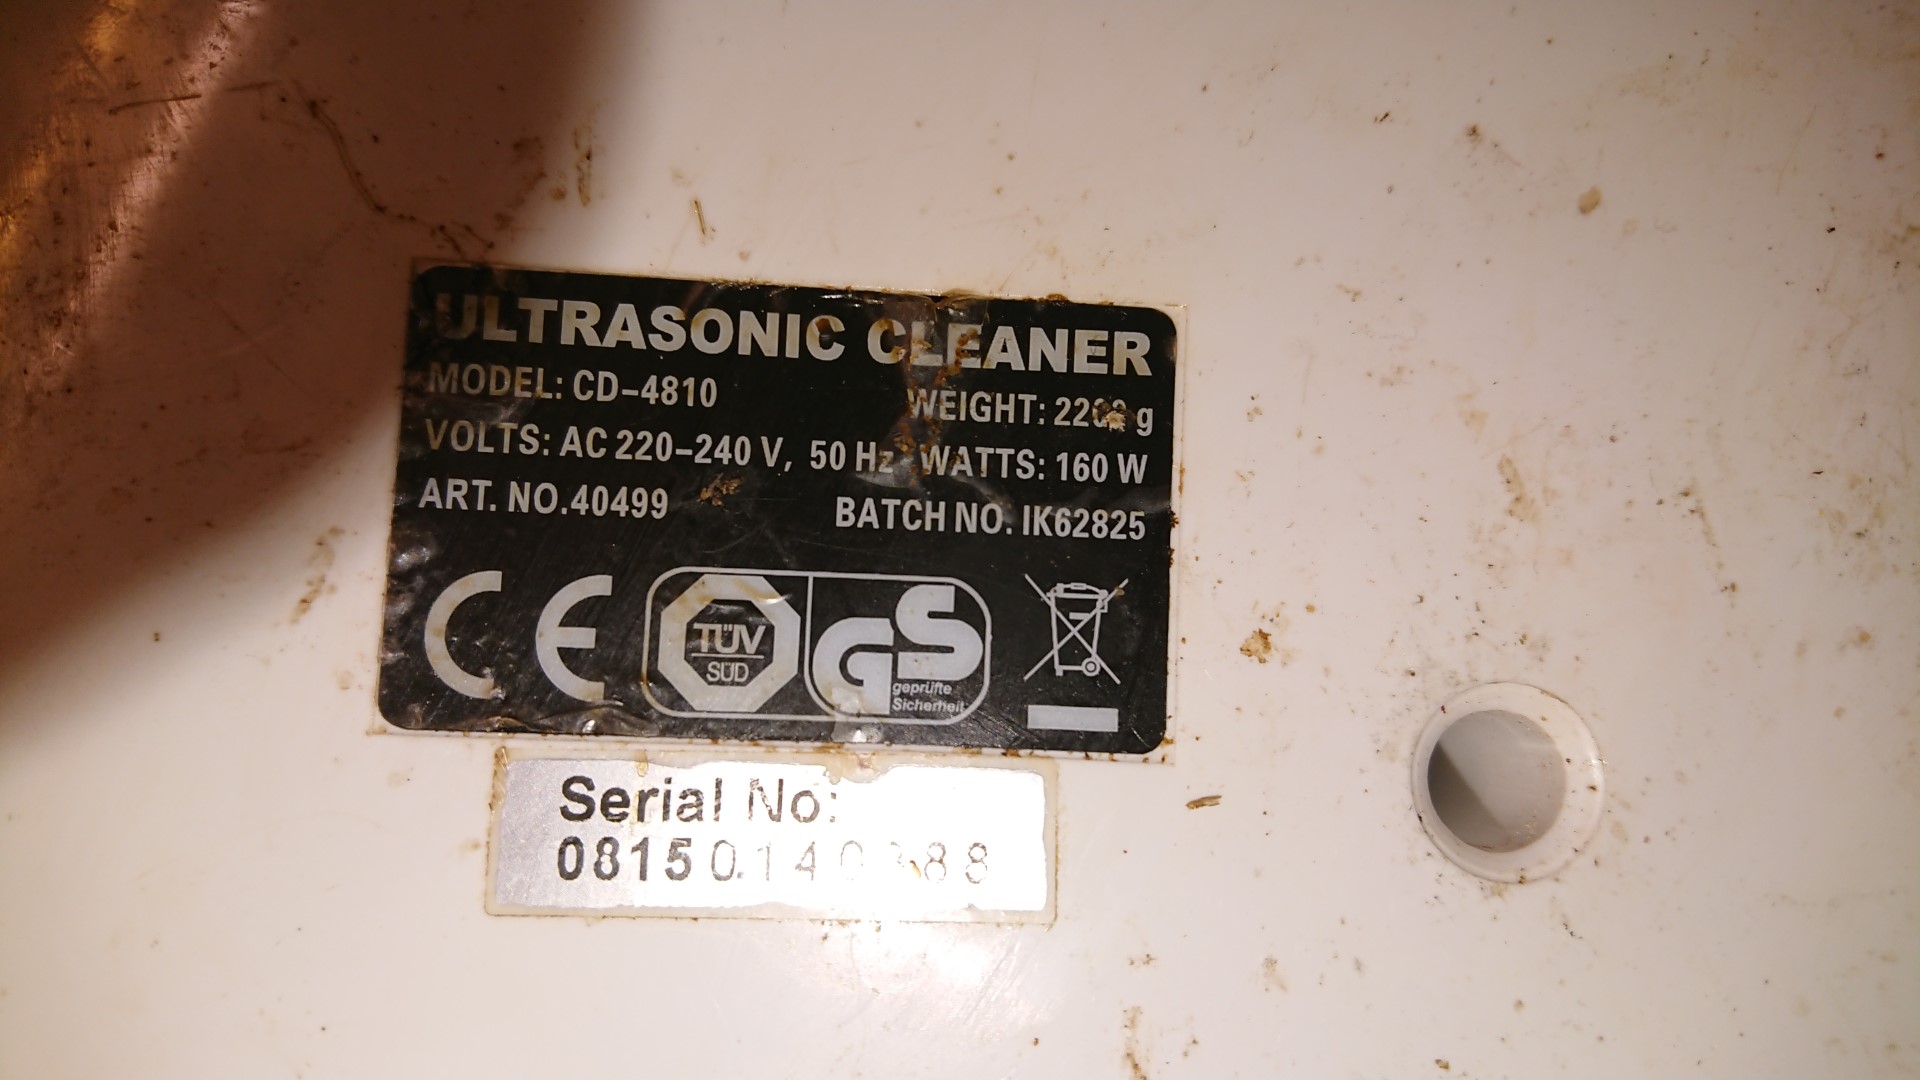 ULTRASONIC CLEANER
MODEL: CD-4810
WEIGHT: g
VOLTS: AC 220-240 V, 50 Hz WATTS: 160 W
ART. NO.40499
BATCH NO. IK62825
CE
TÜV
SÜD
GS
geprüfte
Sicherheit
Serial No: